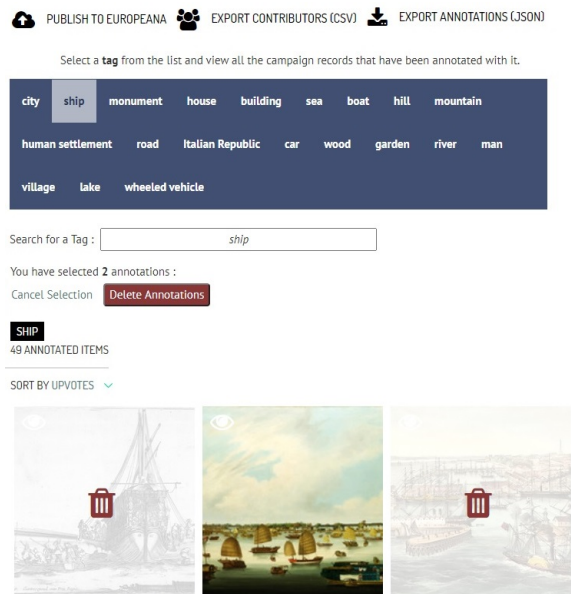 PUBLISH TO EUROPEANA EXPORT CONTRIBUTORS (CSV) EXPORT ANNOTATIONS (JSON)
Select a tag from the list and view all the campaign records that have been annotated with it.
city ship monument house building sea boat hill mountain
human settlement road Italian Republic car wood garden river man
village lake wheeled vehicle
Search for a Tag : ship
You have selected 2 annotations :
Cancel Selection Delete Annotations
SHIP
49 ANNOTATED ITEMS
SORT BY UPVOTES